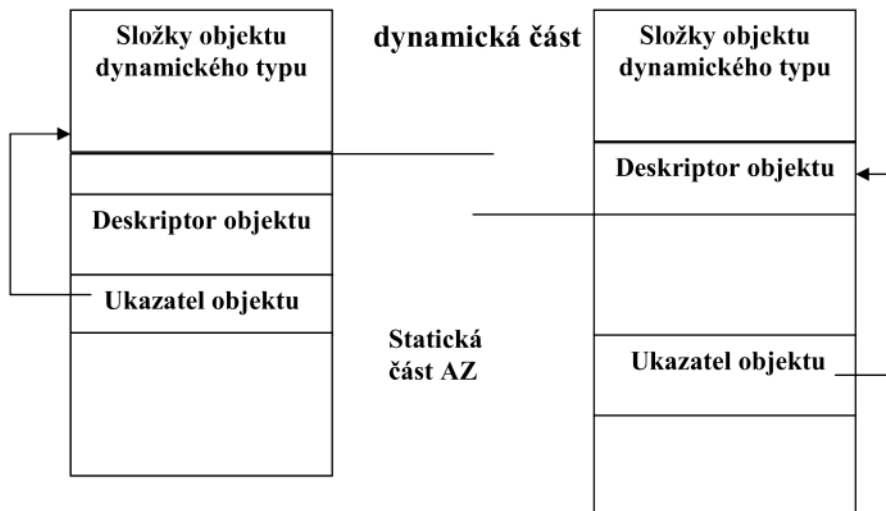 Složky objektu
dynamického typu
Deskriptor objektu
Ukazatel objektu
dynamická část
Statická
část AZ
Složky objektu
dynamického typu
Deskriptor objektu
Ukazatel objektu